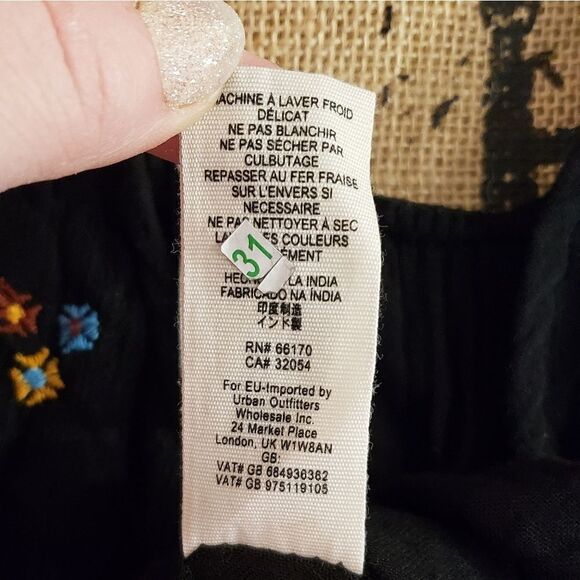 MACHINE À LAVER FROID
DÉLICAT
NE PAS BLANCHIR
NE PAS SÉCHER PAR
CULBUTAGE
REPASSER AU FER FRAISE
SUR L'ENVERS SI
NECESSAIRE
NE PAS NETTOYER À SEC
LES COULEURS
31
LA INDIA
FABRICADO NA ÍNDIA
印度制造
インド製
RN# 66170
CA# 32054
For EU-Imported by
Urban Outfitters
Wholesale Inc.
24 Market Place
London, UK W1W8AN
GB:
VAT# GB 684936382
VAT# GB 975119105